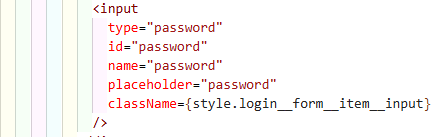 <input
type="password"
id="password"
name="password"
placeholder="password"
className={style.login__form__item__input}
/>